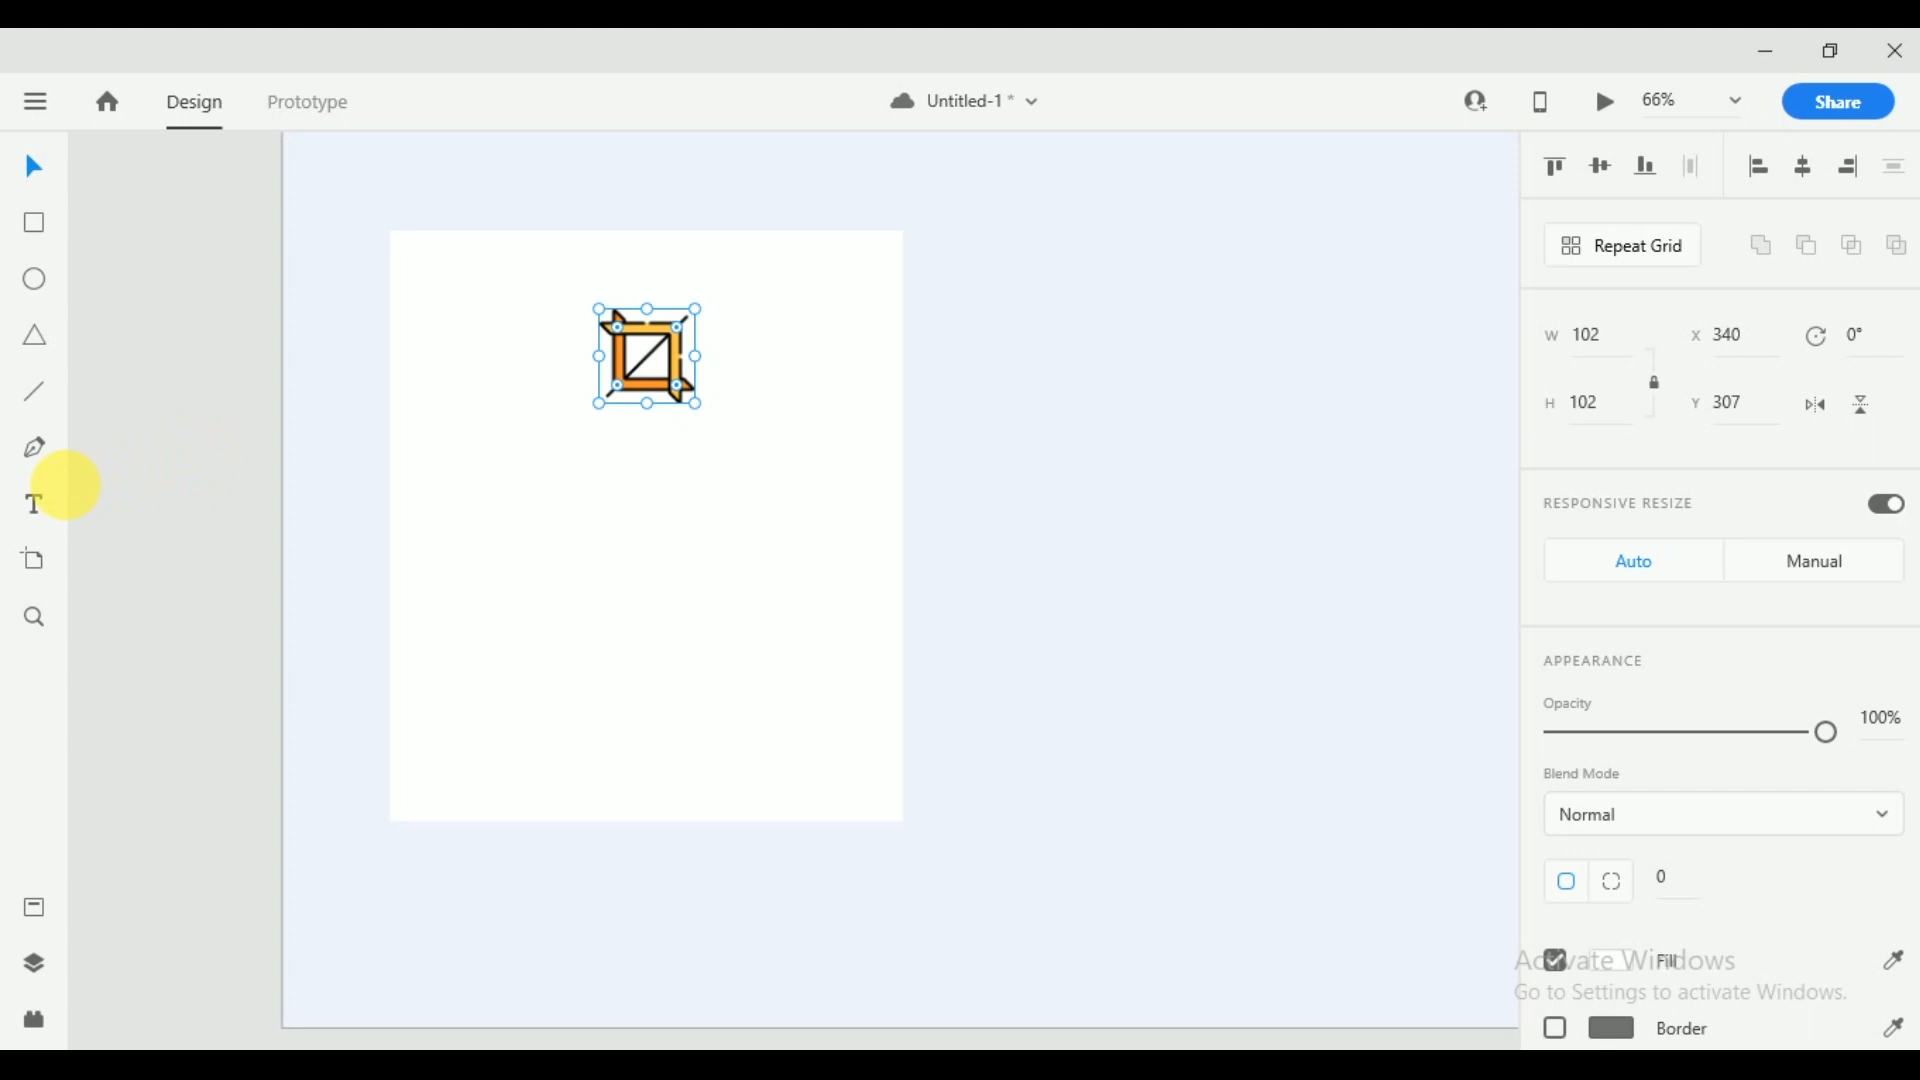 Design
Prototype
Untitled-1 *
66%
Share
Repeat Grid
W 102
X 340
0°
H 102
Y 307
RESPONSIVE RESIZE
Auto
Manual
APPEARANCE
Opacity
100%
Blend Mode
Normal
0
Fill
Activate Windows
Go to Settings to activate Windows.
Border
T